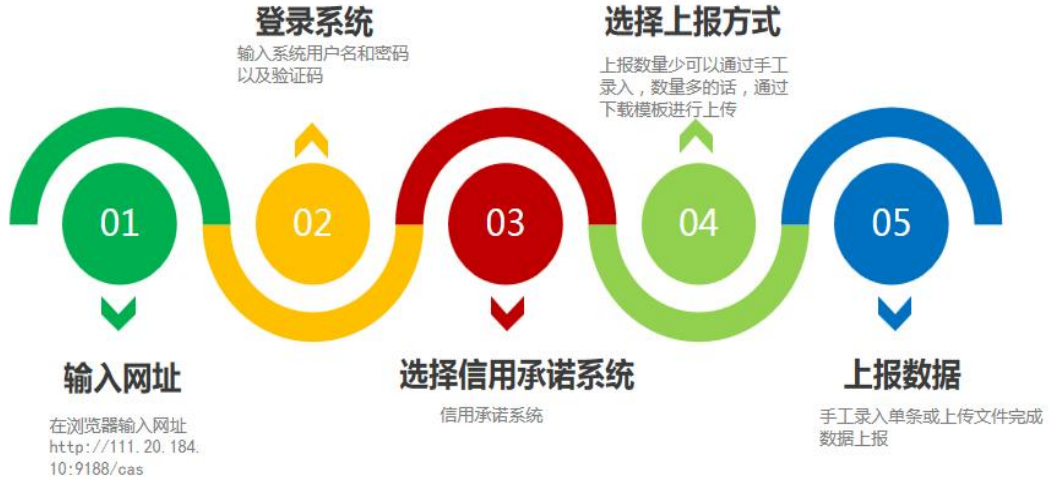 01
输入网址
在浏览器输入网址
http://111.20.184.
10:9188/cas
登录系统
输入系统用户名和密码
以及验证码
02
03
选择信用承诺系统
信用承诺系统
选择上报方式
上报数量少可以通过手工
录入，数量多的话，通过
下载模板进行上传
04
05
上报数据
手工录入单条或上传文件完成
数据上报